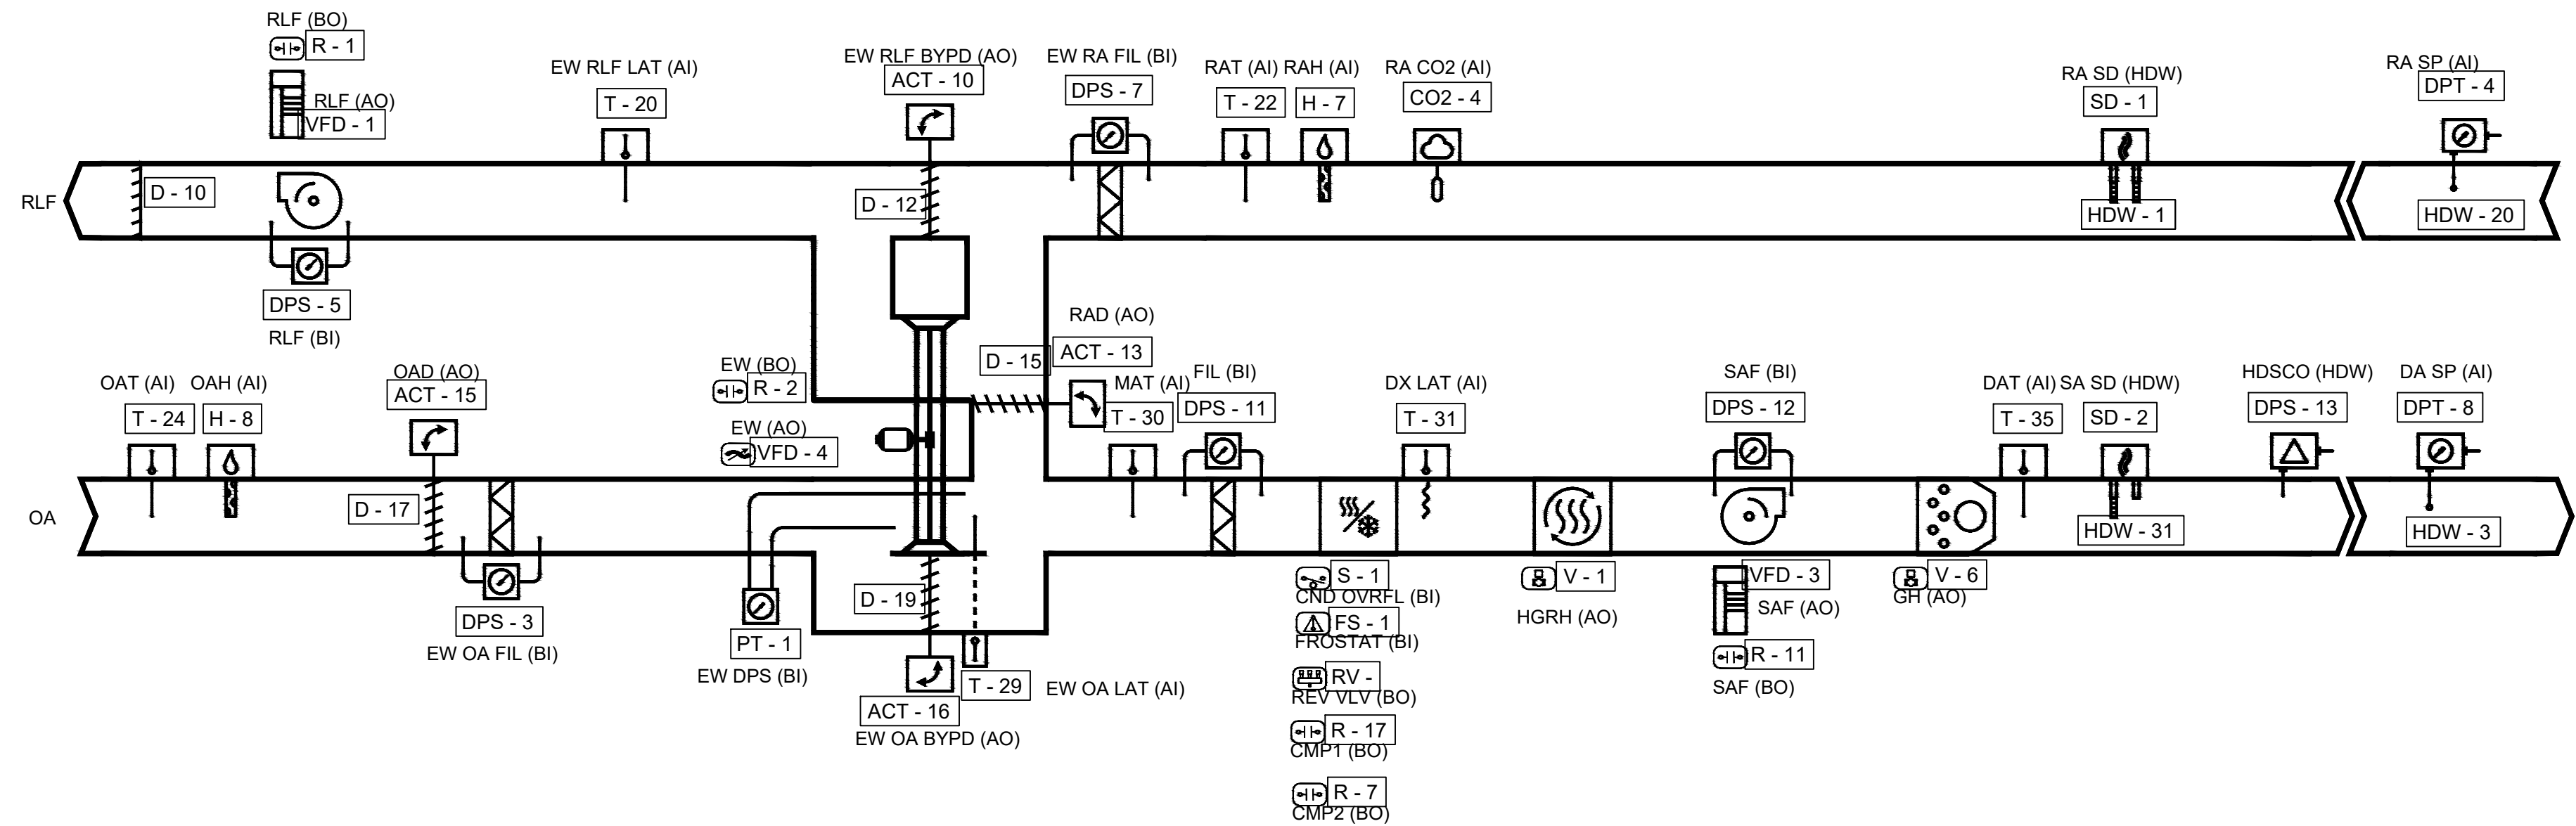 RLF (BO)
R - 1
RLF (AO)
VFD - 1
EW RLF LAT (AI)
T - 20
EW RLF BYPD (AO)
ACT - 10
EW RA FIL (BI)
DPS - 7
RAT (AI) RAH (AI)
T - 22
H - 7
RA CO2 (AI)
CO2 - 4
RA SD (HDW)
SD - 1
RA SP (AI)
DPT - 4
RLF
D - 10
D - 12
HDW - 1
HDW - 20
DPS - 5
RLF (BI)
RAD (AO)
D - 15
ACT - 13
OAT (AI)
T - 24
OAH (AI)
H - 8
OAD (AO)
ACT - 15
EW (BO)
R - 2
EW (AO)
VFD - 4
MAT (AI)
T - 30
FIL (BI)
DPS - 11
DX LAT (AI)
T - 31
SAF (BI)
DPS - 12
DAT (AI) SA SD (HDW)
T - 35
SD - 2
HDSCO (HDW)
DPS - 13
DA SP (AI)
DPT - 8
OA
D - 17
HDW - 31
HDW - 3
DPS - 3
EW OA FIL (BI)
PT - 1
EW DPS (BI)
D - 19
ACT - 16
EW OA BYPD (AO)
T - 29
EW OA LAT (AI)
S - 1
CND OVRFL (BI)
FS - 1
FROSTAT (BI)
RV -
REV VLV (BO)
R - 17
CMP1 (BO)
R - 7
CMP2 (BO)
V - 1
HGRH (AO)
VFD - 3
SAF (AO)
R - 11
SAF (BO)
V - 6
GH (AO)